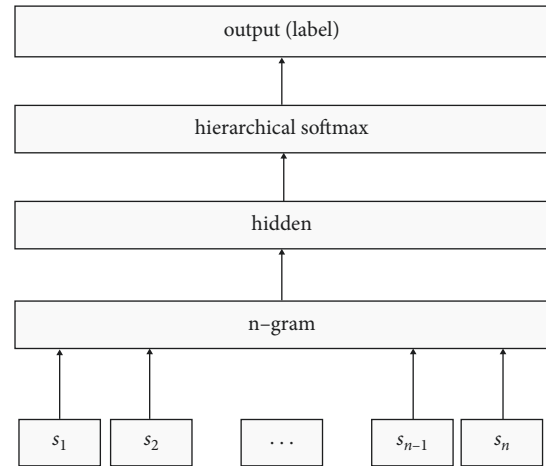 output (label)
hierarchical softmax
hidden
n–gram
s1 s2 ... sn–1 sn